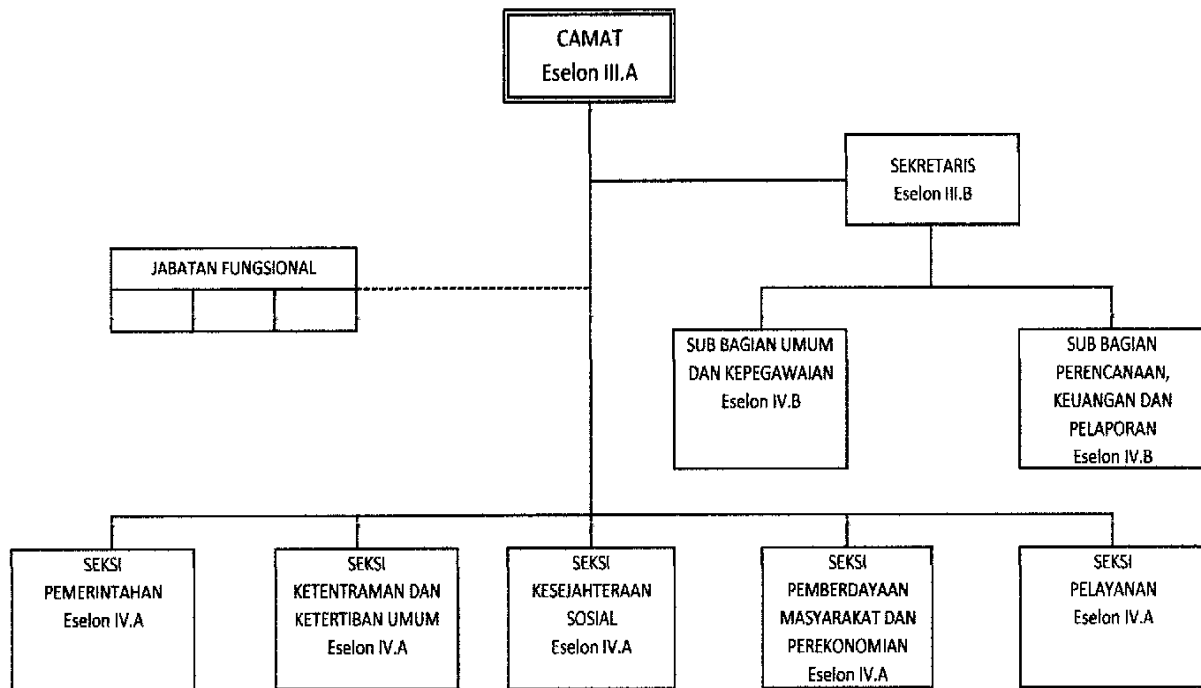 CAMAT
Eselon III.A
SEKRETARIS
Eselon III.B
JABATAN FUNGSIONAL
SUB BAGIAN UMUM
DAN KEPEGAWAIAN
Eselon IV.B
SUB BAGIAN
PERENCANAAN,
KEUANGAN DAN
PELAPORAN
Eselon IV.B
SEKSI
PEMERINTAHAN
Eselon IV.A
SEKSI
KETENTRAMAN DAN
KETERTIBAN UMUM
Eselon IV.A
SEKSI
KESEJAHTERAAN
SOSIAL
Eselon IV.A
SEKSI
PEMBERDAYAAN
MASYARAKAT DAN
PEREKONOMIAN
Eselon IV.A
SEKSI
PELAYANAN
Eselon IV.A